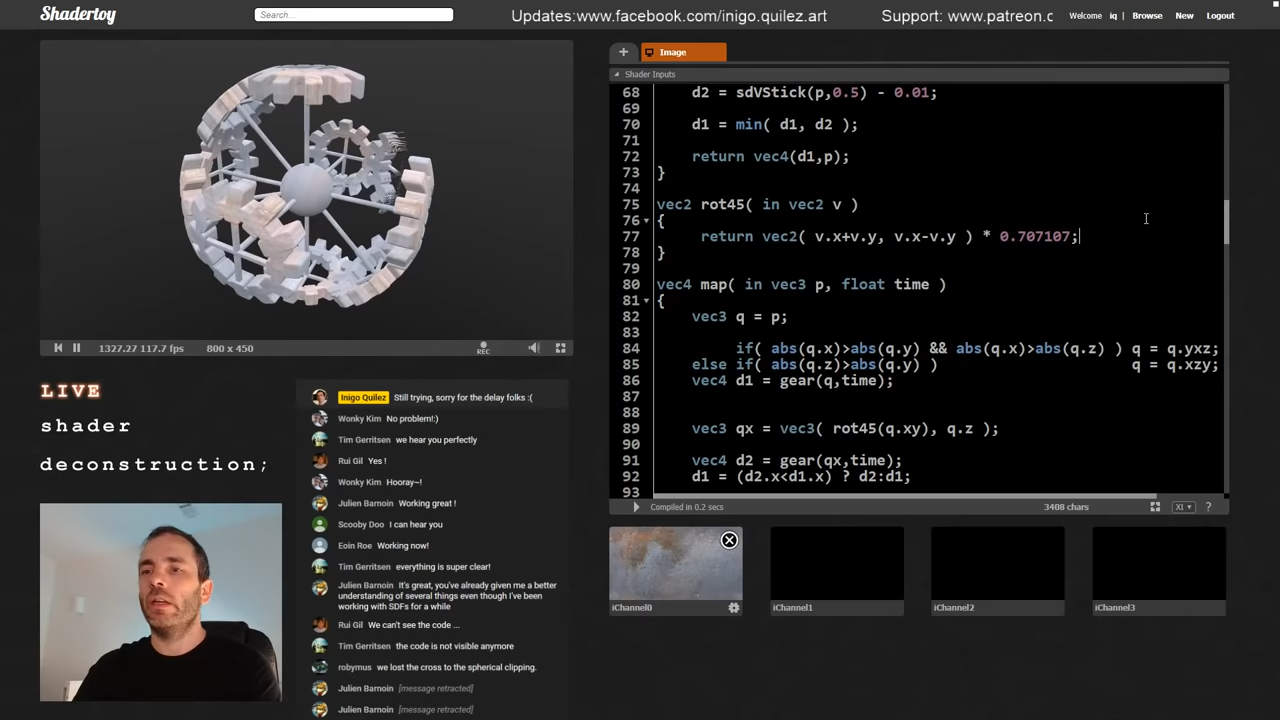 Shadertoy
Search...
Updates:www.facebook.com/inigo.quilez.art
Support: www.patreon.c
Welcome iq | Browse New Logout
+ Image
Shader Inputs
68 d2 = sdVStick(p,0.5) - 0.01;
69
70 d1 = min( d1, d2 );
71
72 return vec4(d1,p);
73 }
74
75 vec2 rot45( in vec2 v )
76 {
77 return vec2( v.x+v.y, v.x-v.y ) * 0.707107;
78 }
79
80 vec4 map( in vec3 p, float time )
81 {
82 vec3 q = p;
83
84 if( abs(q.x)>abs(q.y) && abs(q.x)>abs(q.z) ) q = q.yxz;
85 else if( abs(q.z)>abs(q.y) ) q = q.xzy;
86 vec4 d1 = gear(q,time);
87
88
89 vec3 qx = vec3( rot45(q.xy), q.z );
90
91 vec4 d2 = gear(qx,time);
92 d1 = (d2.x<d1.x) ? d2:d1;
93
Compiled in 0.2 secs
3408 chars
XI
?
1327.27 117.7 fps
800 x 450
REC
LIVE
shader
deconstruction;
Inigo Quilez Still trying, sorry for the delay folks :(
Wonky Kim No problem!:)
Tim Gerritsen we hear you perfectly
Rui Gil Yes !
Wonky Kim Hooray~!
Julien Barnoin Working great !
Scooby Doo I can hear you
Eoin Roe Working now!
Tim Gerritsen everything is super clear!
Julien Barnoin It's great, you've already given me a better
understanding of several things even though I've been
working with SDFs for a while
Rui Gil We can't see the code ...
Tim Gerritsen the code is not visible anymore
robymus we lost the cross to the spherical clipping.
Julien Barnoin [message retracted]
Julien Barnoin [message retracted]
iChannel0
iChannel1
iChannel2
iChannel3